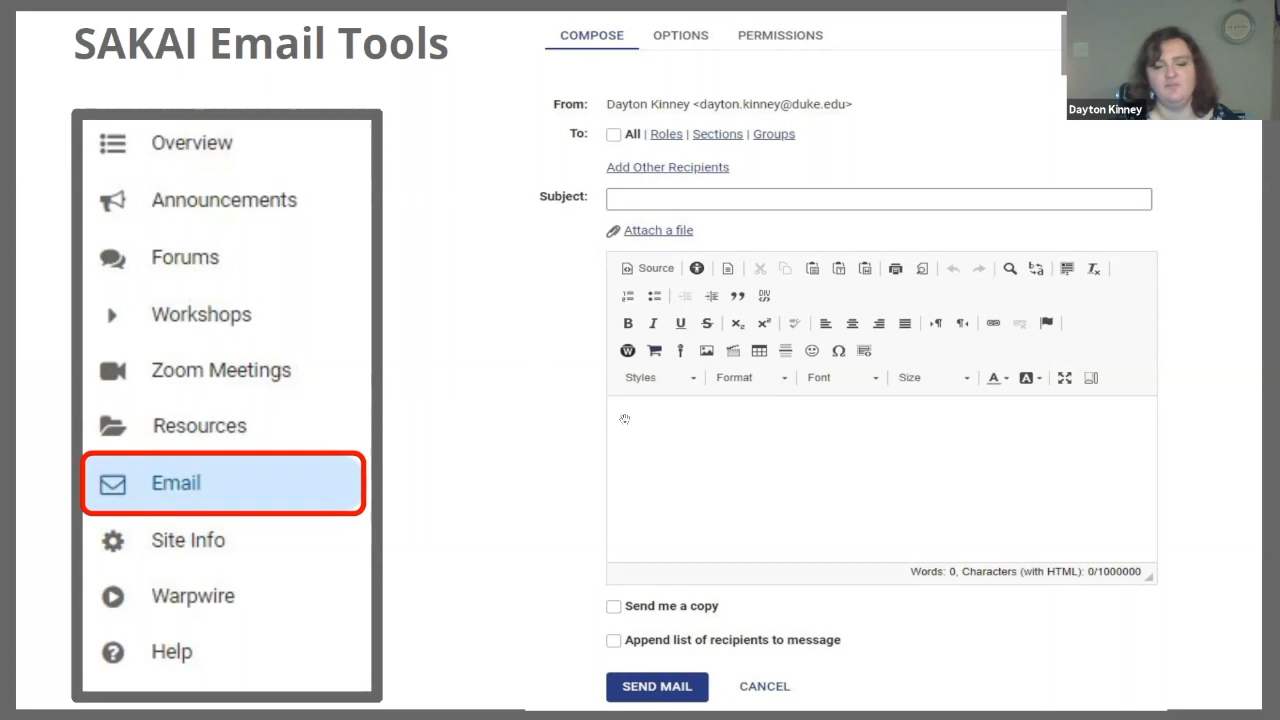 SAKAI Email Tools
Overview
Announcements
Forums
Workshops
Zoom Meetings
Resources
Email
Site Info
Warpwire
Help
COMPOSE OPTIONS PERMISSIONS
From: Dayton Kinney <dayton.kinney@duke.edu>
To: All | Roles | Sections | Groups
Add Other Recipients
Subject:
Attach a file
Source
Styles Format Font Size
Words: 0, Characters (with HTML): 0/1000000
Send me a copy
Append list of recipients to message
SEND MAIL CANCEL
Dayton Kinney